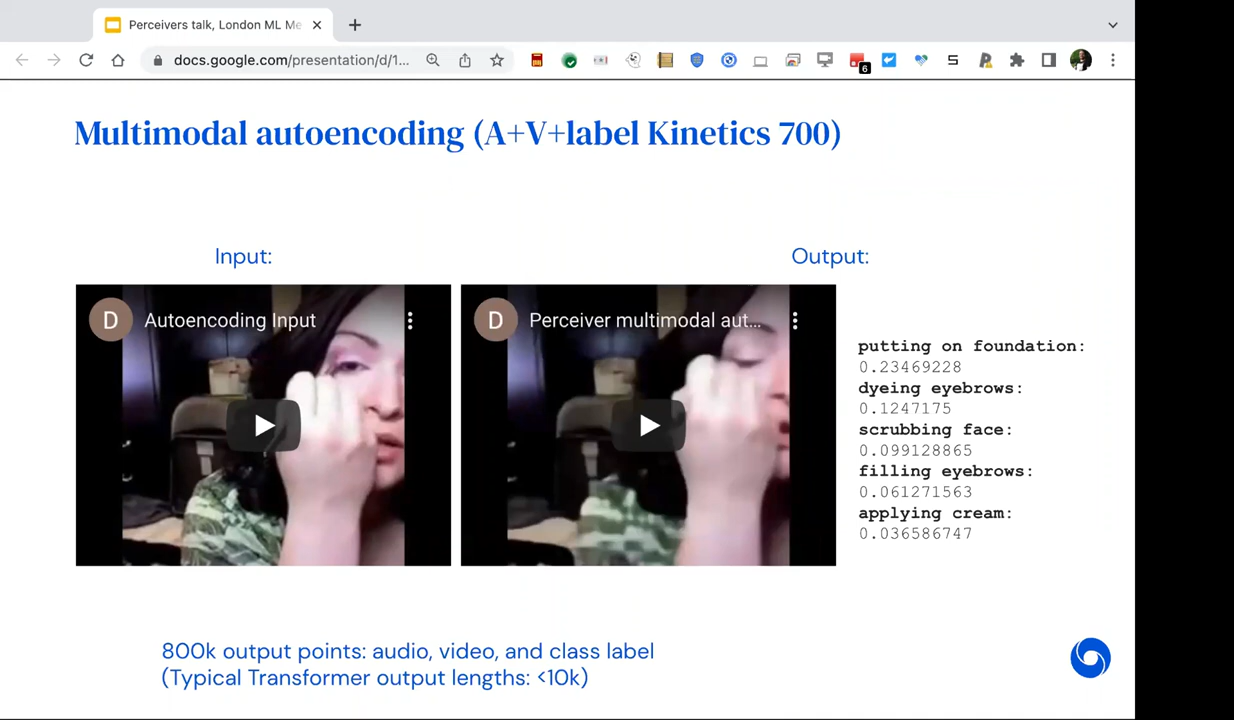 Perceivers talk, London ML Me
docs.google.com/presentation/d/1...
6
Multimodal autoencoding (A+V+label Kinetics 700)
Input:
Output:
D Autoencoding Input
D Perceiver multimodal aut...
putting on foundation:
0.23469228
dyeing eyebrows:
0.1247175
scrubbing face:
0.099128865
filling eyebrows:
0.061271563
applying cream:
0.036586747
800k output points: audio, video, and class label
(Typical Transformer output lengths: <10k)